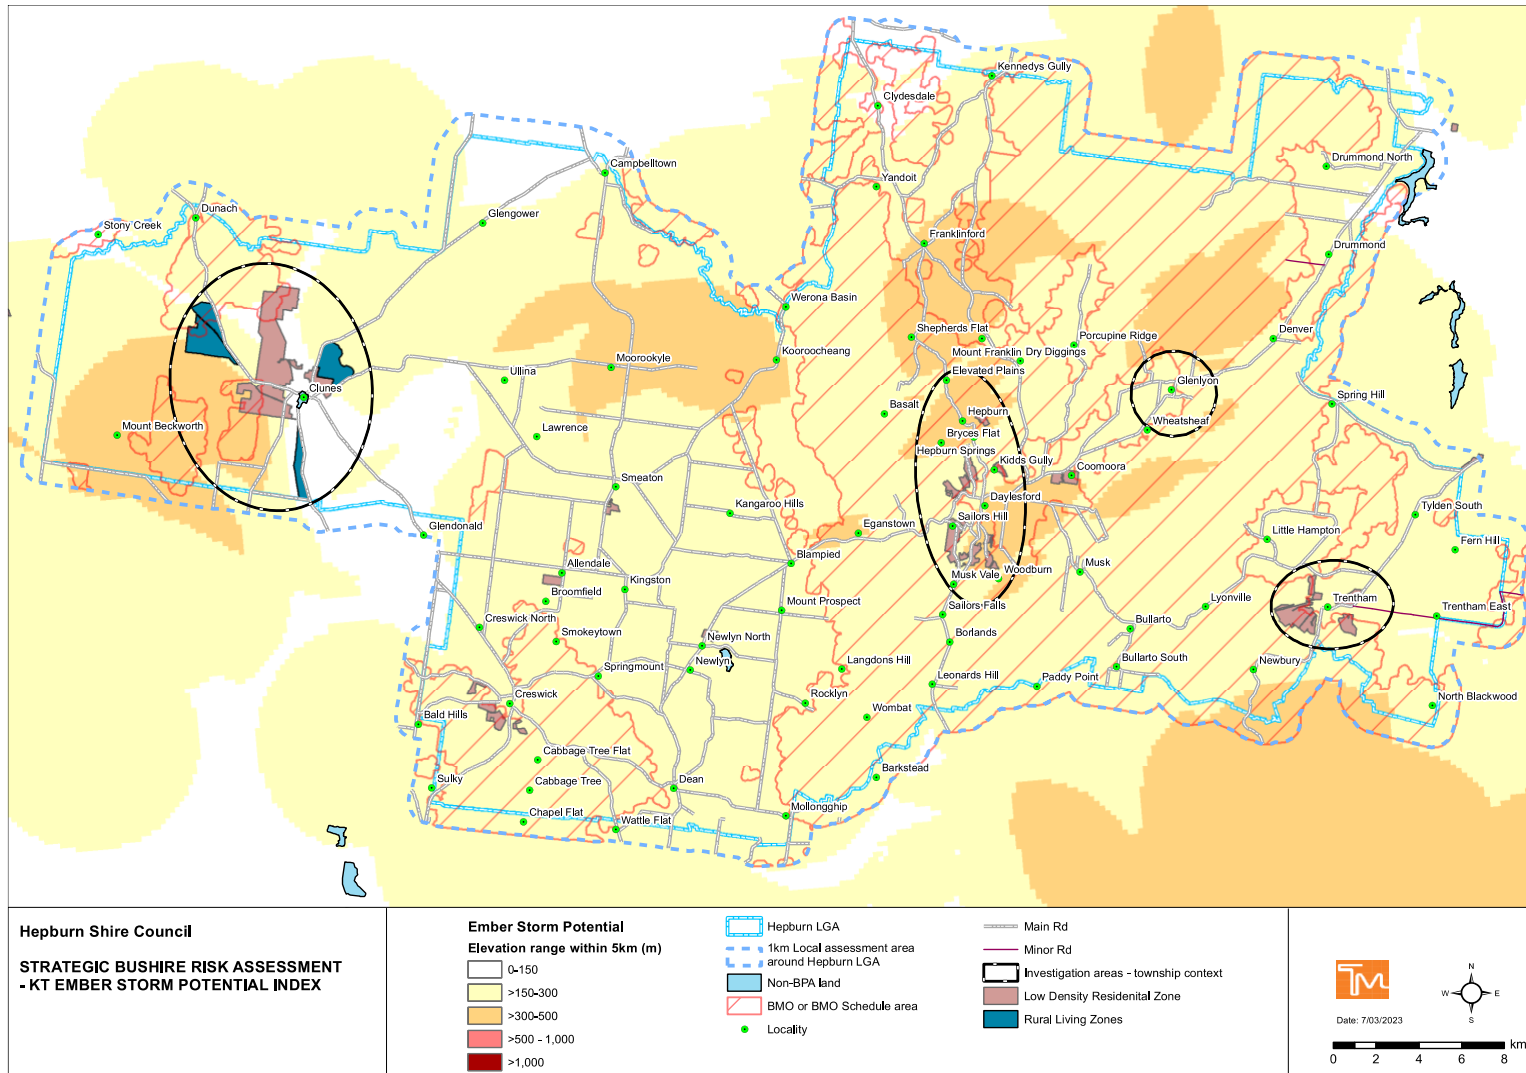 Kennedys Gully
Clydesdale
Drummond North
Campbelltown
Yandoit
Dunach
Glengower
Stony Creek
Franklinford
Drummond
Werona Basin
Shepherds Flat
Denver
Porcupine Ridge
Kooroocheang
Mount Franklin
Dry Diggings
Moorookyle
Ullina
Elevated Plains
Glenlyon
Clunes
Spring Hill
Basalt
Hepburn
Wheatsheaf
Mount Beckworth
Lawrence
Bryces Flat
Hepburn Springs
Kidds Gully
Coomoora
Smeaton
Daylesford
Kangaroo Hills
Tylden South
Sailors Hill
Eganstown
Glendonald
Little Hampton
Fern Hill
Blampied
Allendale
Musk Vale
Woodburn
Musk
Kingston
Broomfield
Mount Prospect
Lyonville
Trentham
Trentham East
Sailors Falls
Creswick North
Bullarto
Smokeytown
Newlyn North
Borlands
Springmount
Newlyn
Langdons Hill
Bullarto South
Newbury
Leonards Hill
Paddy Point
Creswick
Rocklyn
Wombat
North Blackwood
Bald Hills
Cabbage Tree Flat
Barkstead
Sulky
Cabbage Tree
Dean
Chapel Flat
Wattle Flat
Mollongghip
Hepburn Shire Council
STRATEGIC BUSHIRE RISK ASSESSMENT
- KT EMBER STORM POTENTIAL INDEX
Ember Storm Potential
Elevation range within 5km (m)
0-150
>150-300
>300-500
>500 - 1,000
>1,000
Hepburn LGA
1km Local assessment area
around Hepburn LGA
Non-BPA land
BMO or BMO Schedule area
Locality
Main Rd
Minor Rd
Investigation areas - township context
Low Density Residenital Zone
Rural Living Zones
TM
Date: 7/03/2023
N
W E
S
km
0 2 4 6 8